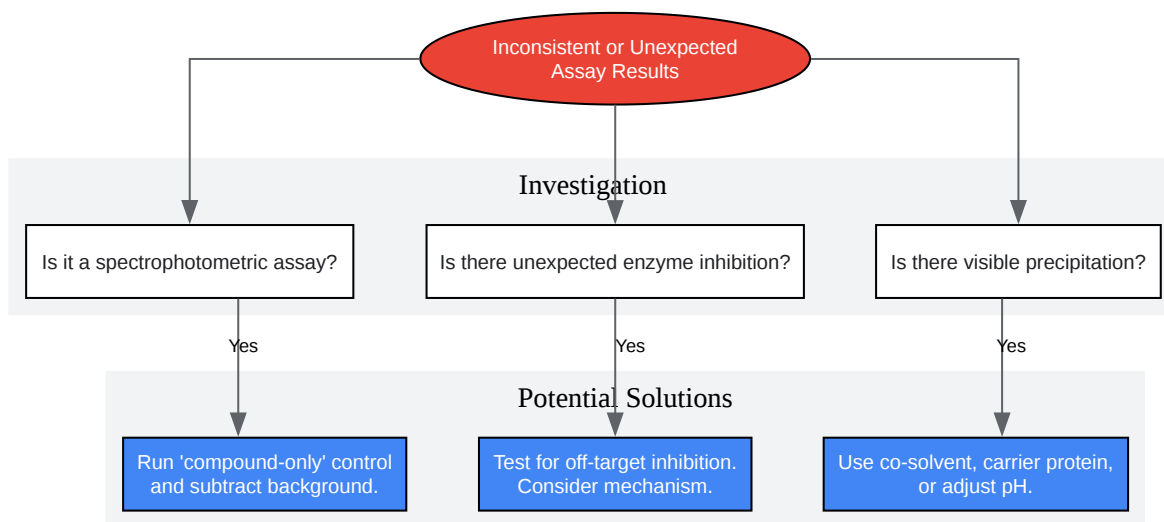 Inconsistent or Unexpected
Assay Results
Investigation
Is it a spectrophotometric assay?
Is there unexpected enzyme inhibition?
Is there visible precipitation?
Yes
Yes
Yes
Potential Solutions
Run 'compound-only' control
and subtract background.
Test for off-target inhibition.
Consider mechanism.
Use co-solvent, carrier protein,
or adjust pH.